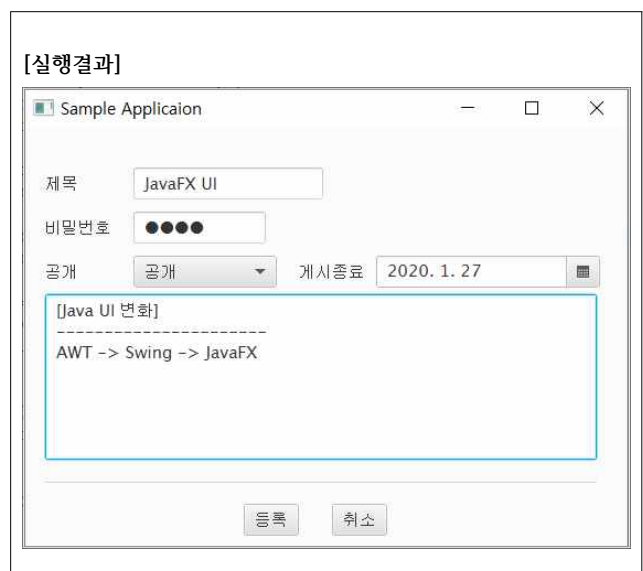 [실행결과]
Sample Applicaion
제목 JavaFX UI
비밀번호 ●●●●
공개 공개 게시종료 2020. 1. 27
[Java UI 변화]
----------------------
AWT -> Swing -> JavaFX
등록 취소